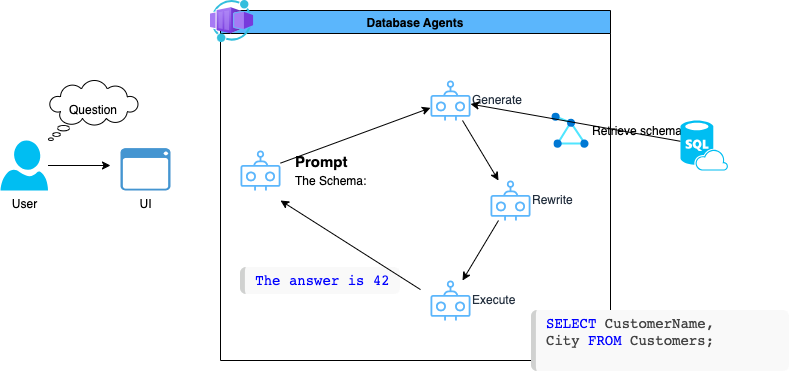 Database Agents
Question
Generate
Retrieve schema
SQL
Prompt
The Schema:
User
UI
Rewrite
The answer is 42
Execute
SELECT CustomerName,
City FROM Customers;